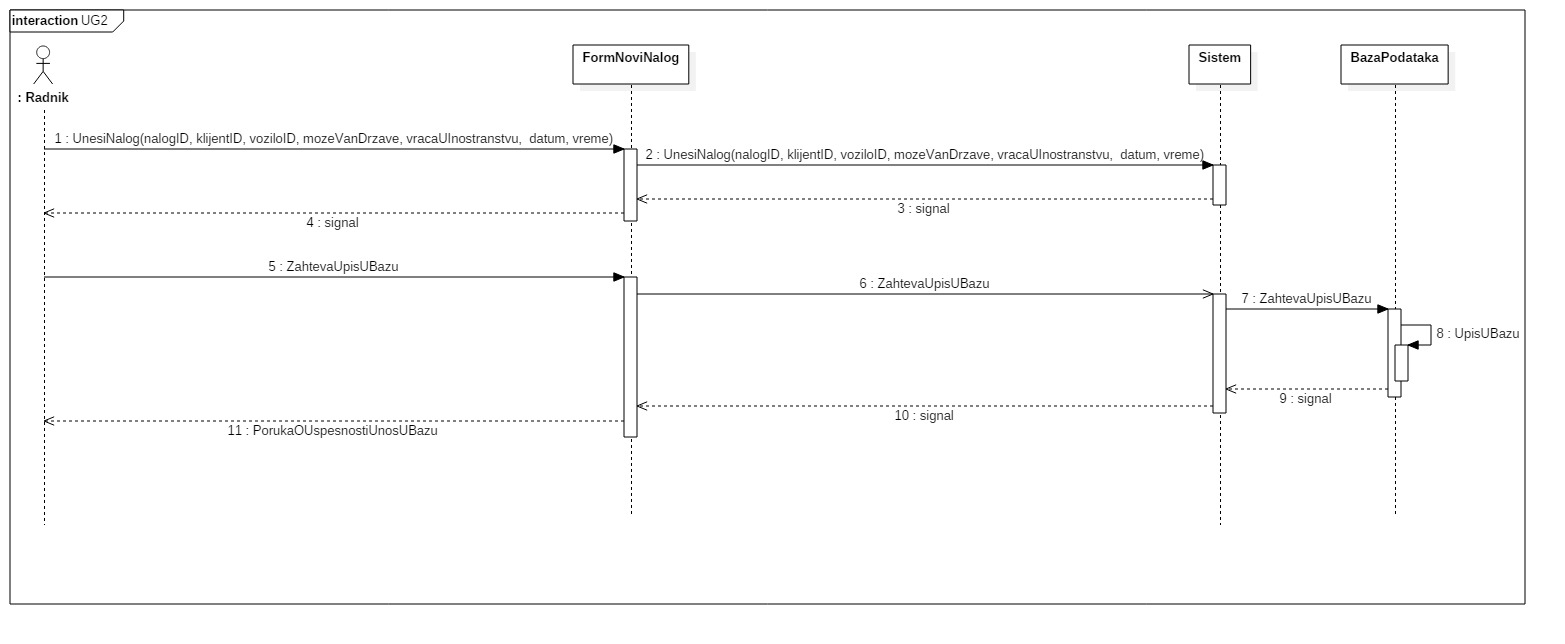 interaction UG2
: Radnik
FormNoviNalog
Sistem
BazaPodataka
1 : UnesiNalog(nalogID, klijentID, voziloID, mozeVanDrzave, vracaUInostranstvu,  datum, vreme)
2 : UnesiNalog(nalogID, klijentID, voziloID, mozeVanDrzave, vracaUInostranstvu,  datum, vreme)
3 : signal
4 : signal
5 : ZahtevaUpisUBazu
6 : ZahtevaUpisUBazu
7 : ZahtevaUpisUBazu
8 : UpisUBazu
9 : signal
10 : signal
11 : PorukaOUspesnostiUnosUBazu